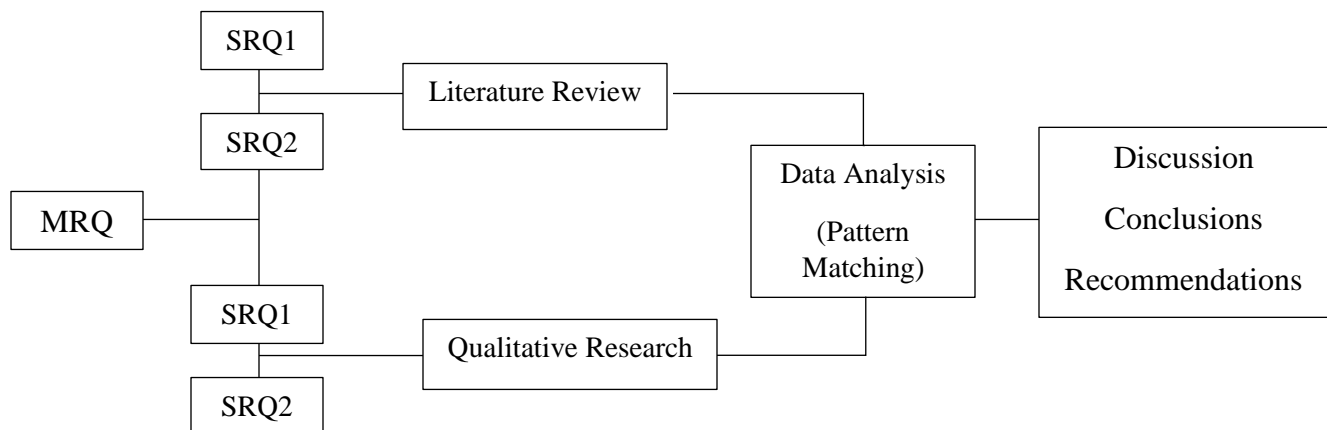 SRQ1
Literature Review
SRQ2
MRQ
SRQ1
Qualitative Research
SRQ2
Data Analysis
(Pattern
Matching)
Discussion
Conclusions
Recommendations